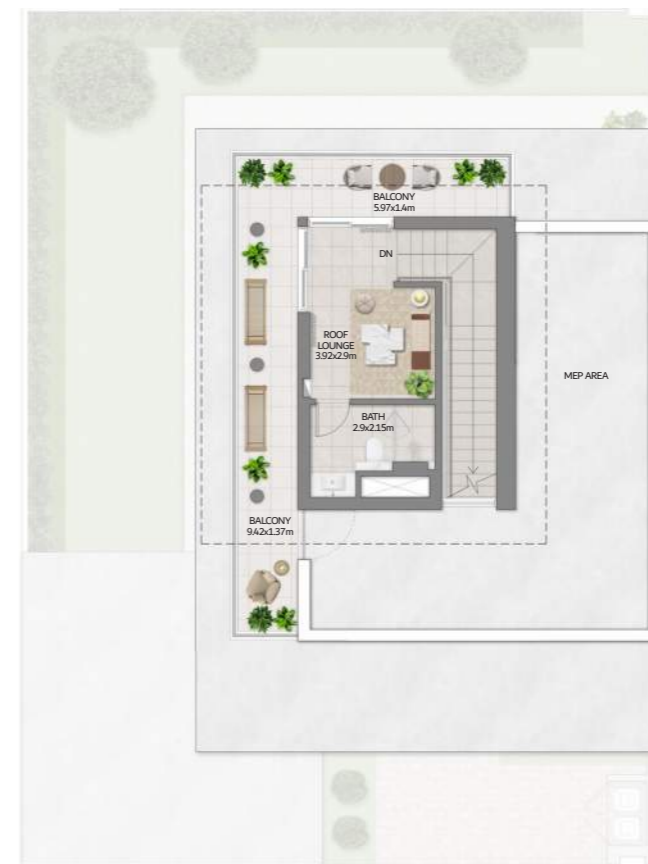 BALCONY
5.97x1.4m
DN
ROOF
LOUNGE
3.92x2.9m
MEP AREA
BATH
2.9x2.15m
BALCONY
9.42x1.37m